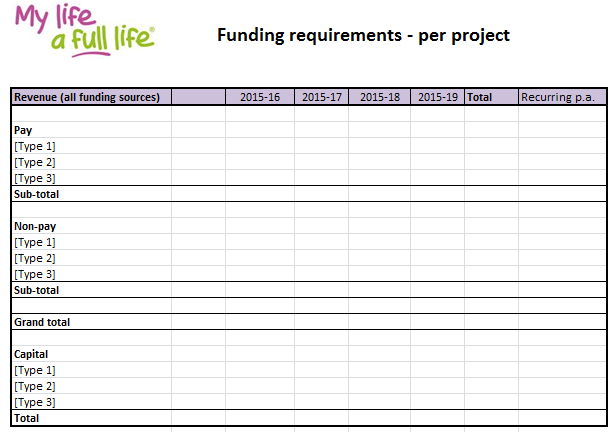 My life
a full life
Funding requirements - per project
Revenue (all funding sources) 2015-16 2015-17 2015-18 2015-19 Total Recurring p.a.
Pay
[Type 1]
[Type 2]
[Type 3]
Sub-total
Non-pay
[Type 1]
[Type 2]
[Type 3]
Sub-total
Grand total
Capital
[Type 1]
[Type 2]
[Type 3]
Total